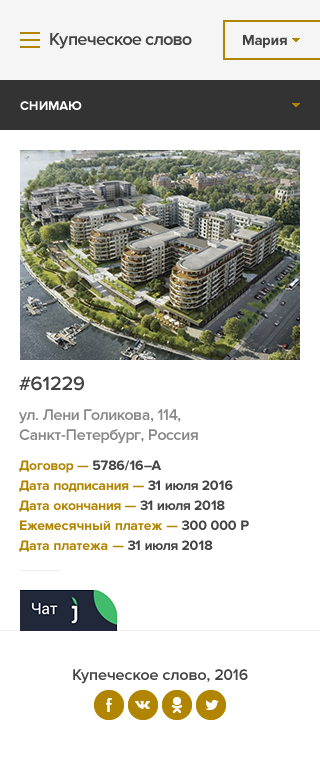 Купеческое слово
Мария
СНИМАЮ
#61229
ул. Лени Голикова, 114,
Санкт-Петербург, Россия
Договор — 5786/16–А
Дата подписания — 31 июля 2016
Дата окончания — 31 июля 2018
Ежемесячный платеж — 300 000 Р
Дата платежа — 31 июля 2018
Чат
Купеческое слово, 2016